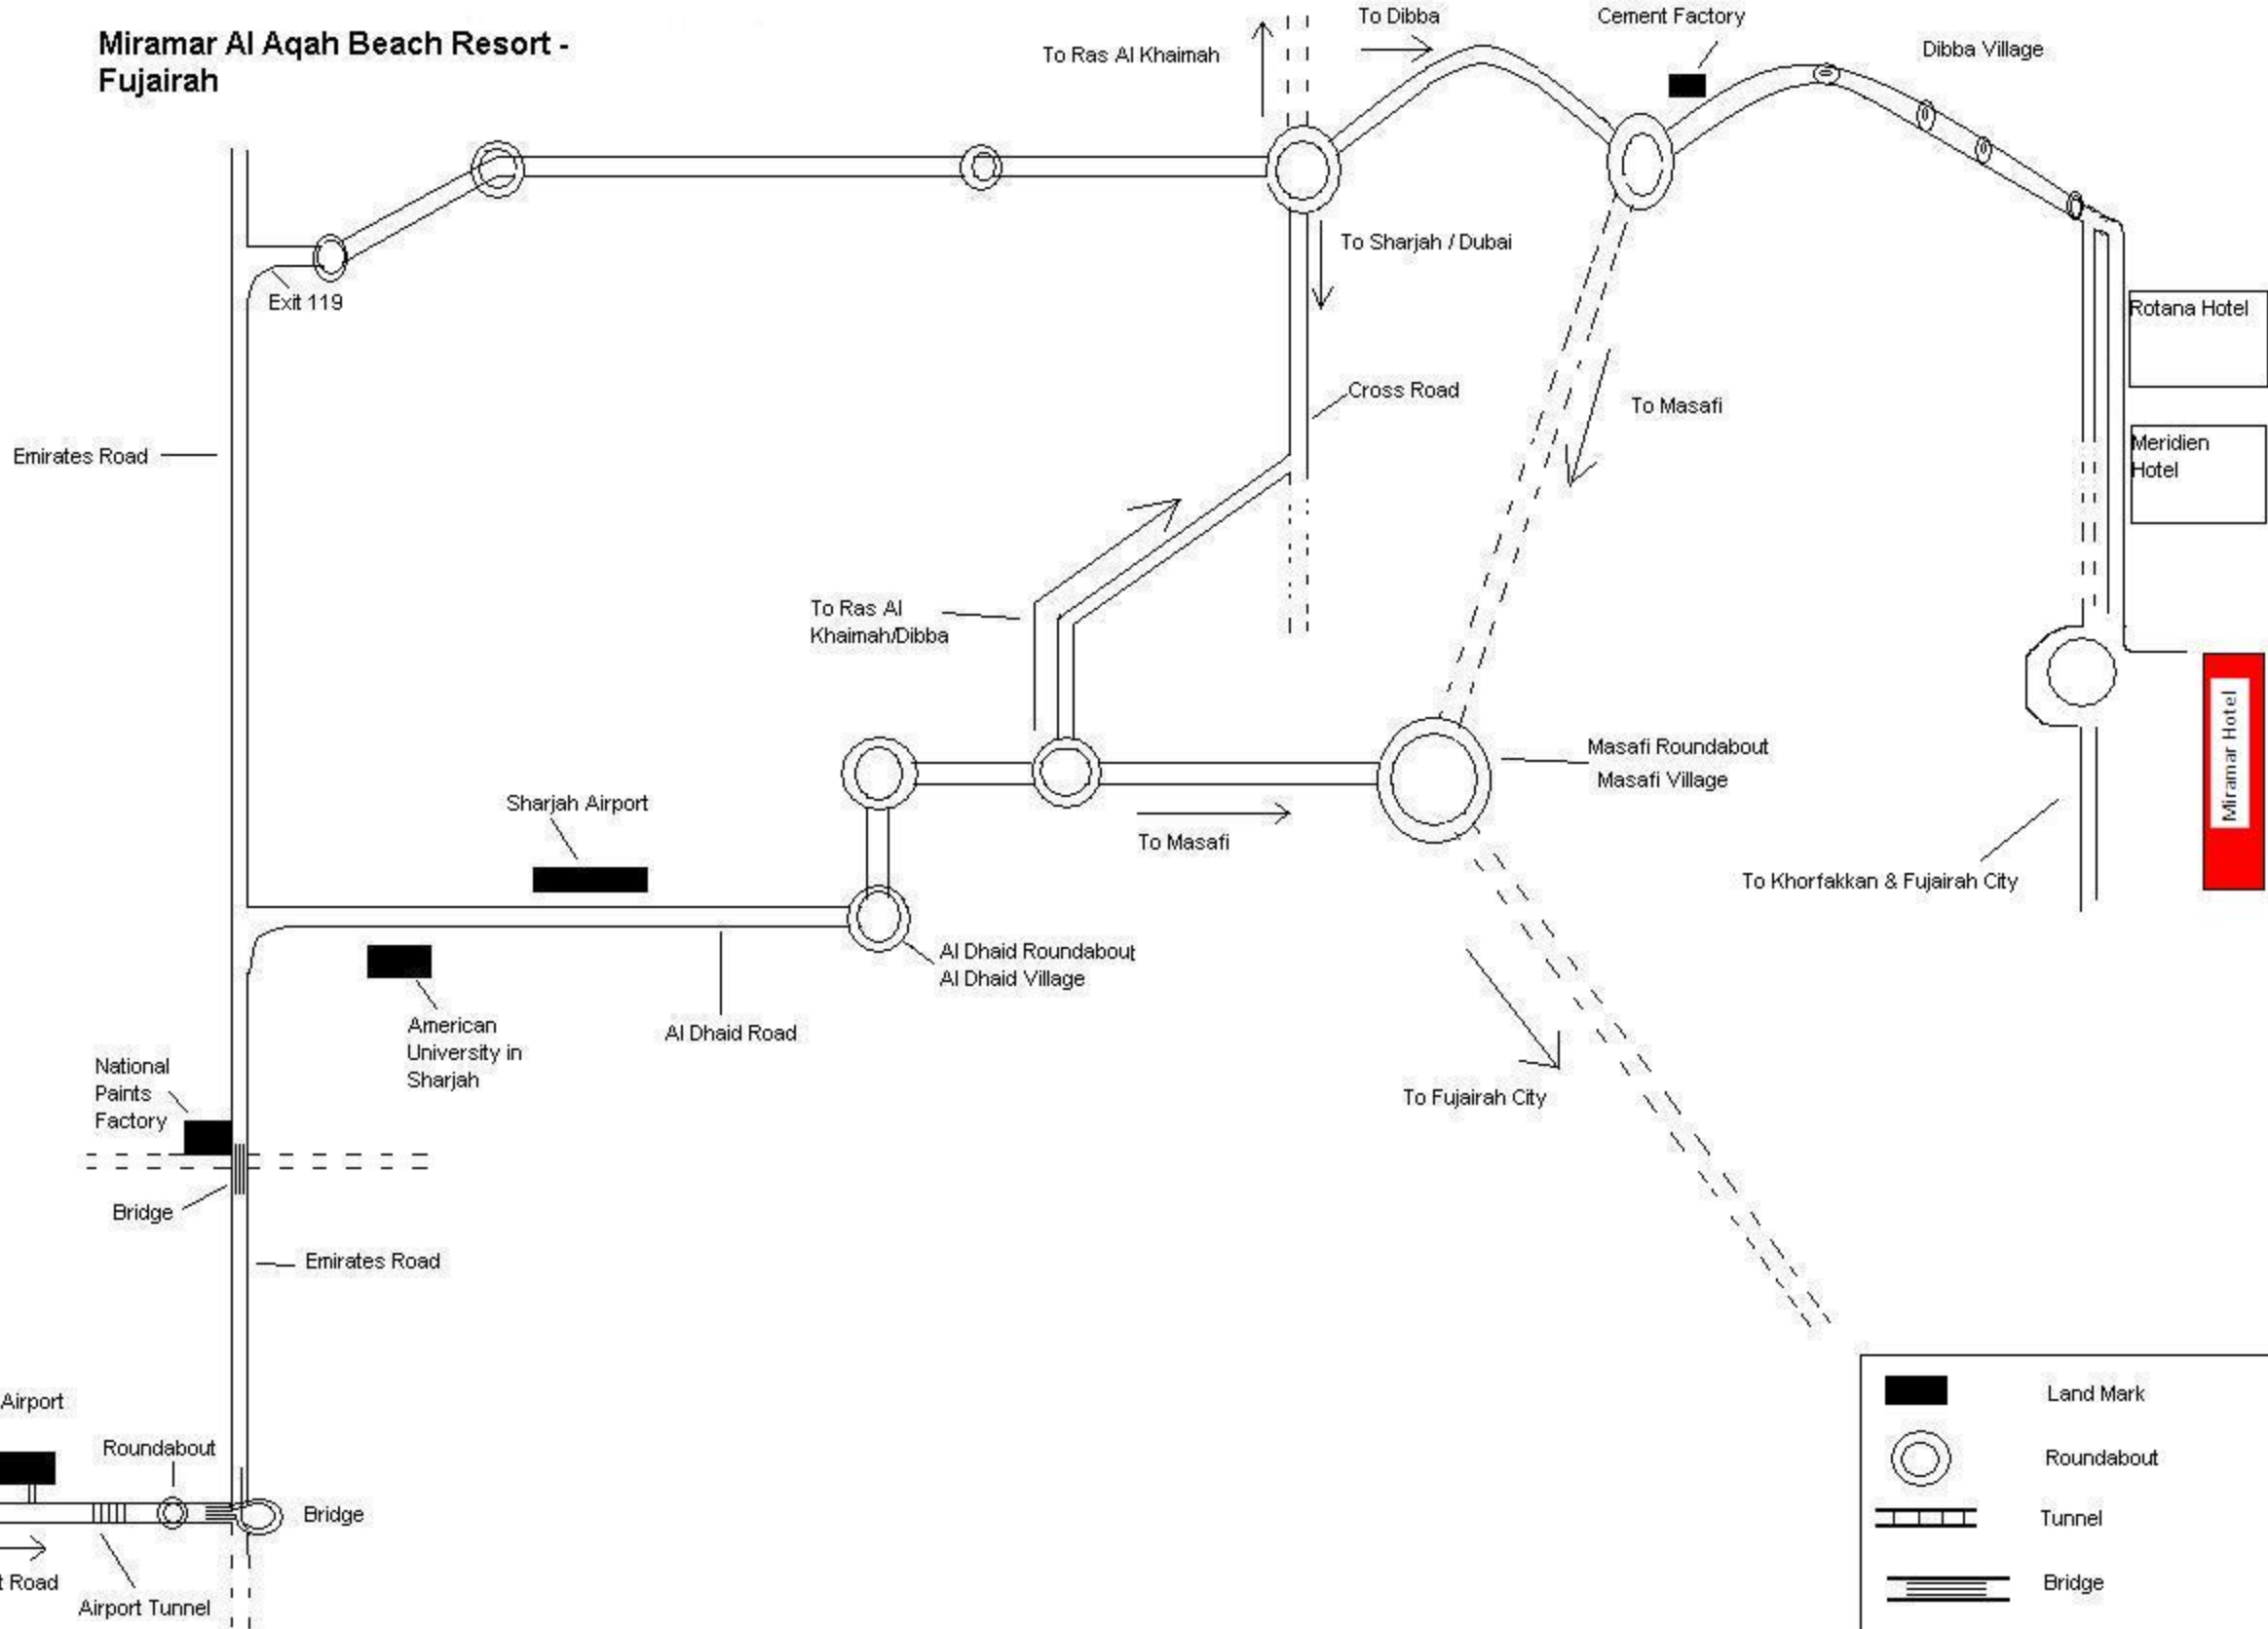 Miramar Al Aqah Beach Resort -
Fujairah
To Ras Al Khaimah
To Dibba
Cement Factory
Dibba Village
To Sharjah / Dubai
Exit 119
Rotana Hotel
Cross Road
To Masafi
Emirates Road
Meridien
Hotel
To Ras Al
Khaimah/Dibba
Miramar Hotel
Masafi Roundabout
Masafi Village
Sharjah Airport
To Masafi
To Khorfakkan & Fujairah City
Al Dhaid Roundabout
Al Dhaid Village
American
University in
Sharjah
Al Dhaid Road
National
Paints
Factory
To Fujairah City
Bridge
Emirates Road
Airport
Roundabout
Bridge
t Road
Airport Tunnel
Land Mark
Roundabout
Tunnel
Bridge